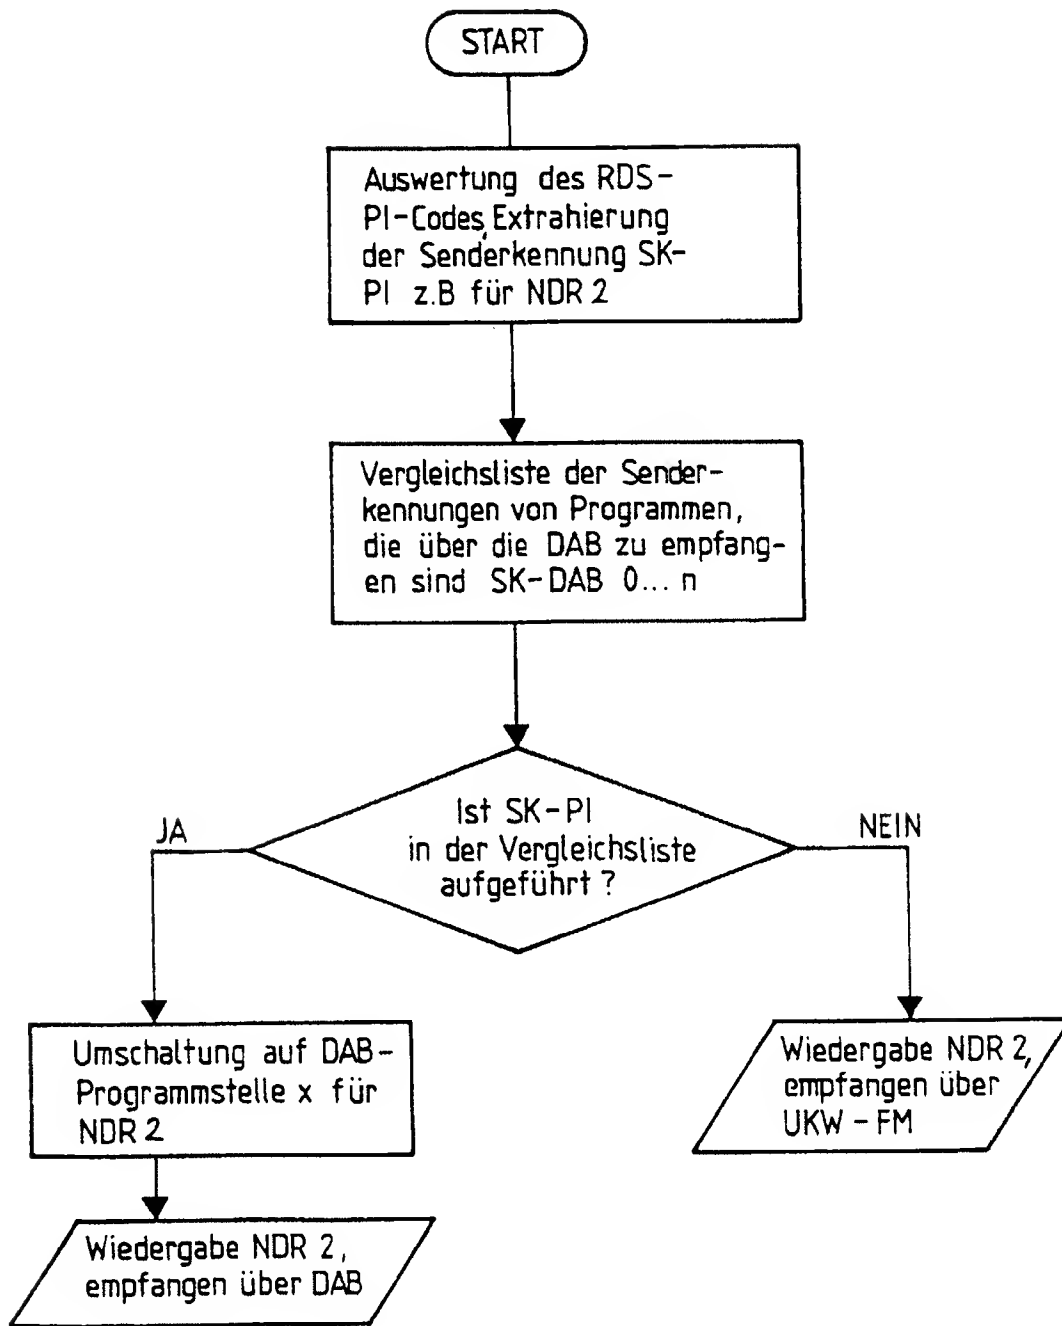 START
Auswertung des RDS-
PI-Codes, Extrahierung
der Senderkennung SK-
PI z.B für NDR 2
Vergleichsliste der Sender-
kennungen von Programmen,
die über die DAB zu empfang-
en sind SK-DAB 0... n
Ist SK-PI
in der Vergleichsliste
aufgeführt ?
JA
NEIN
Umschaltung auf DAB-
Programmstelle x für
NDR 2
Wiedergabe NDR 2,
empfangen über
UKW-FM
Wiedergabe NDR 2,
empfangen über DAB